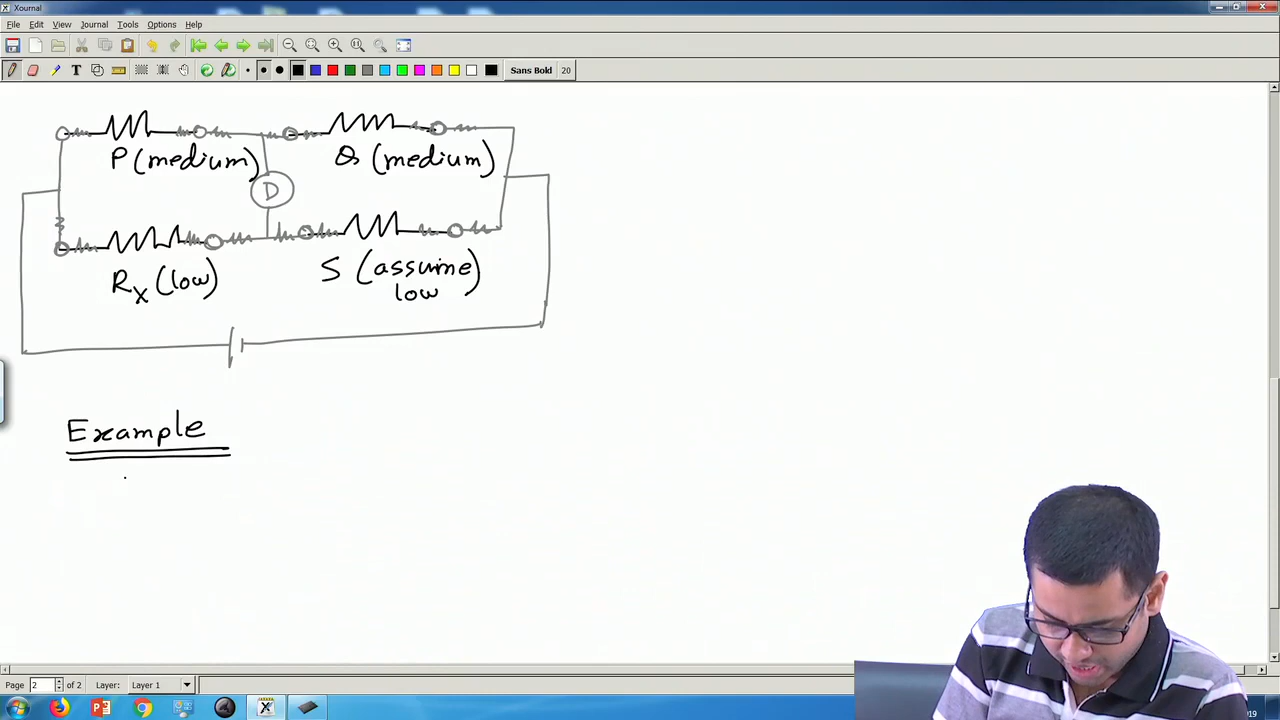 Xournal
File Edit View Journal Tools Options Help
Sans Bold 20
P (medium) Q (medium)
D
Rx (low) S (assume)
low
Example
Page 2 of 2 Layer: Layer 1